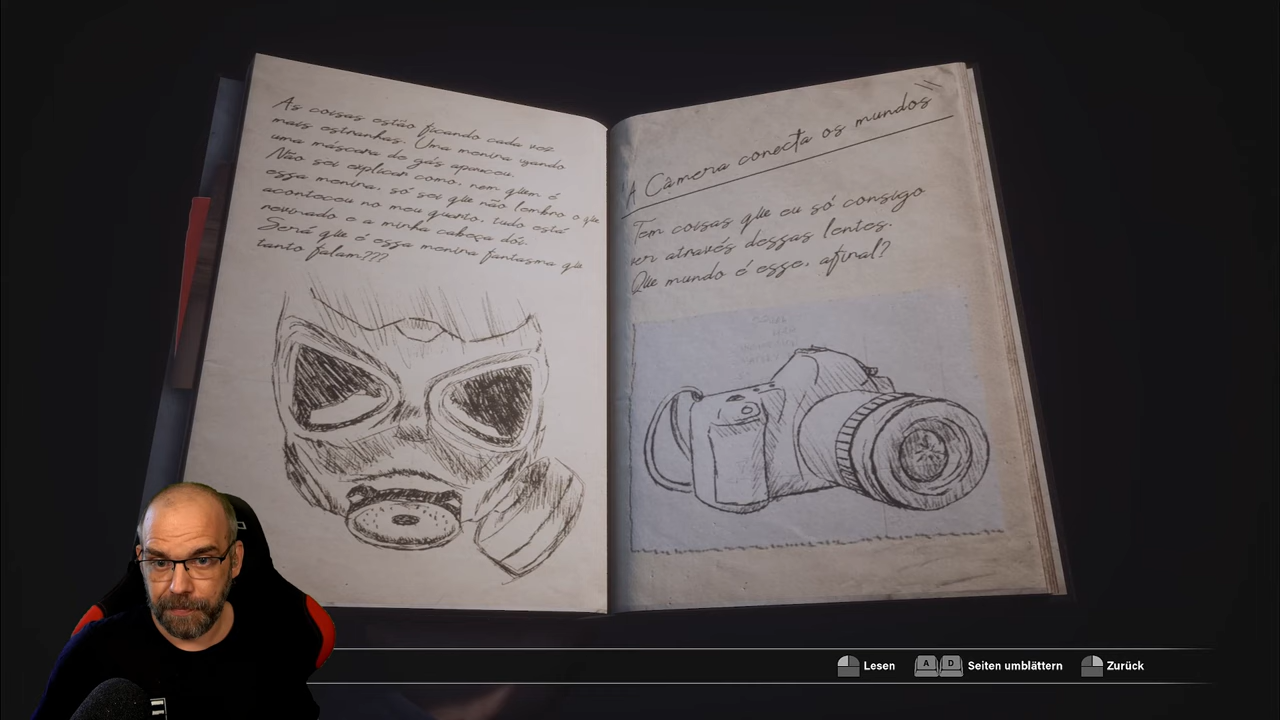 As coisas estão ficando cada vez
mais estranhas. Uma menina usando
uma máscara de gás apareceu.
Não sei explicar como, nem quem é
essa menina, só sei que não lembro o que
aconteceu no meu quarto, tudo está
revirado e a minha cabeça dói.
Será que é essa menina fantasma que
tanto falam???
A Câmera conecta os mundos
Tem coisas que eu só consigo
ver através dessas lentes.
Que mundo é esse, afinal?
Lesen
A D Seiten umblättern
Zurück